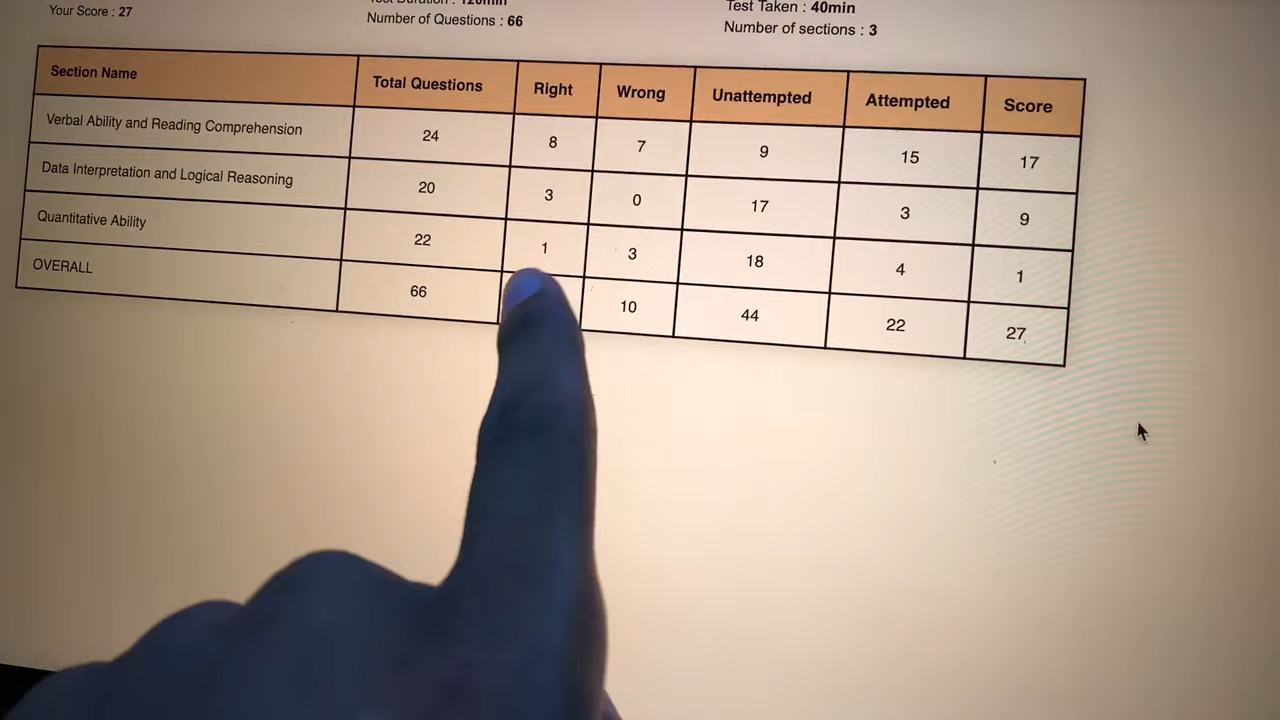 Your Score : 27
Test Duration : 120min
Number of Questions : 66
Test Taken : 40min
Number of sections : 3
Section Name Total Questions Right Wrong Unattempted Attempted Score
Verbal Ability and Reading Comprehension 24 8 7 9 15 17
Data Interpretation and Logical Reasoning 20 3 0 17 3 9
Quantitative Ability 22 1 3 18 4 1
OVERALL 66 10 44 22 27